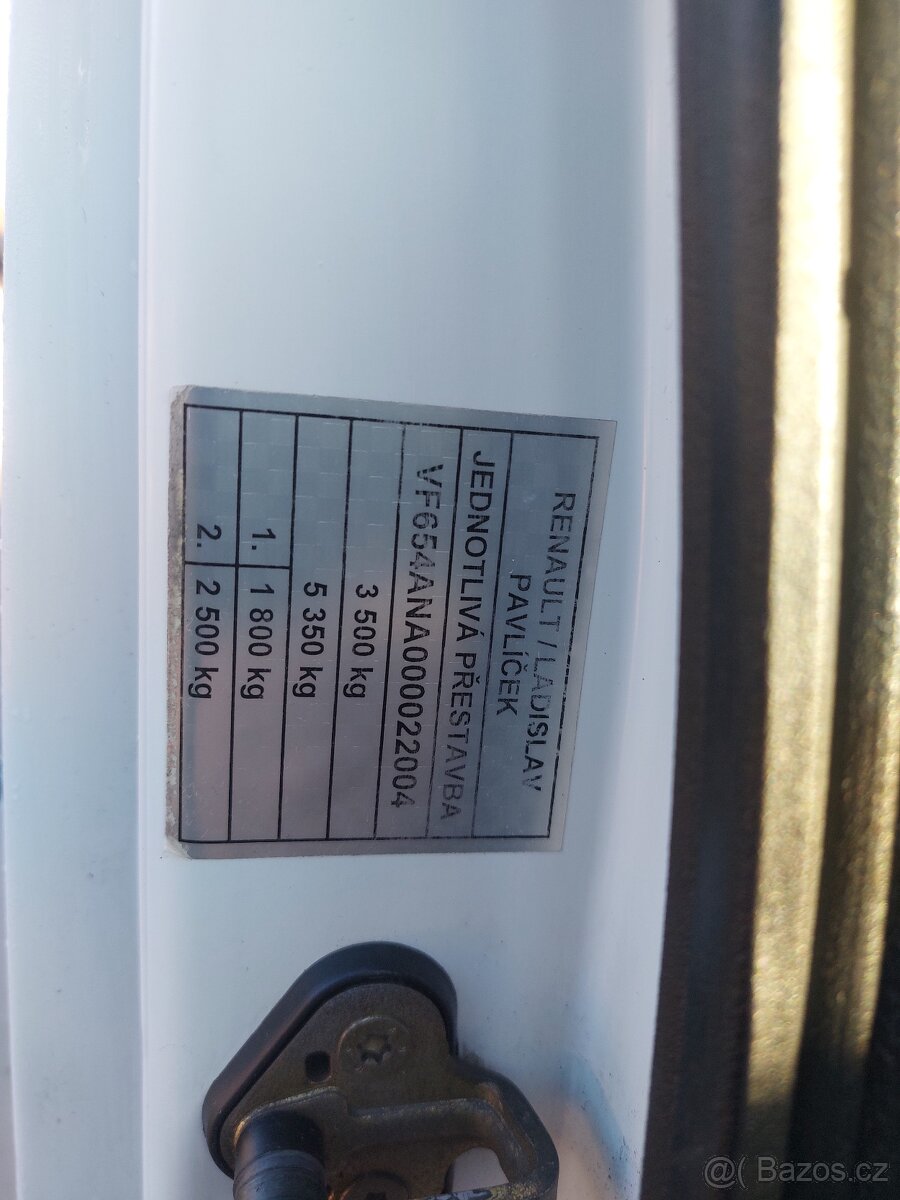 RENAULT / LADISLAV
PAVLÍČEK
JEDNOTLIVÁ PŘESTAVBA
VF654ANA000022004
3 500 kg
5 350 kg
1. 1 800 kg
2. 2 500 kg
@( Bazos.cz